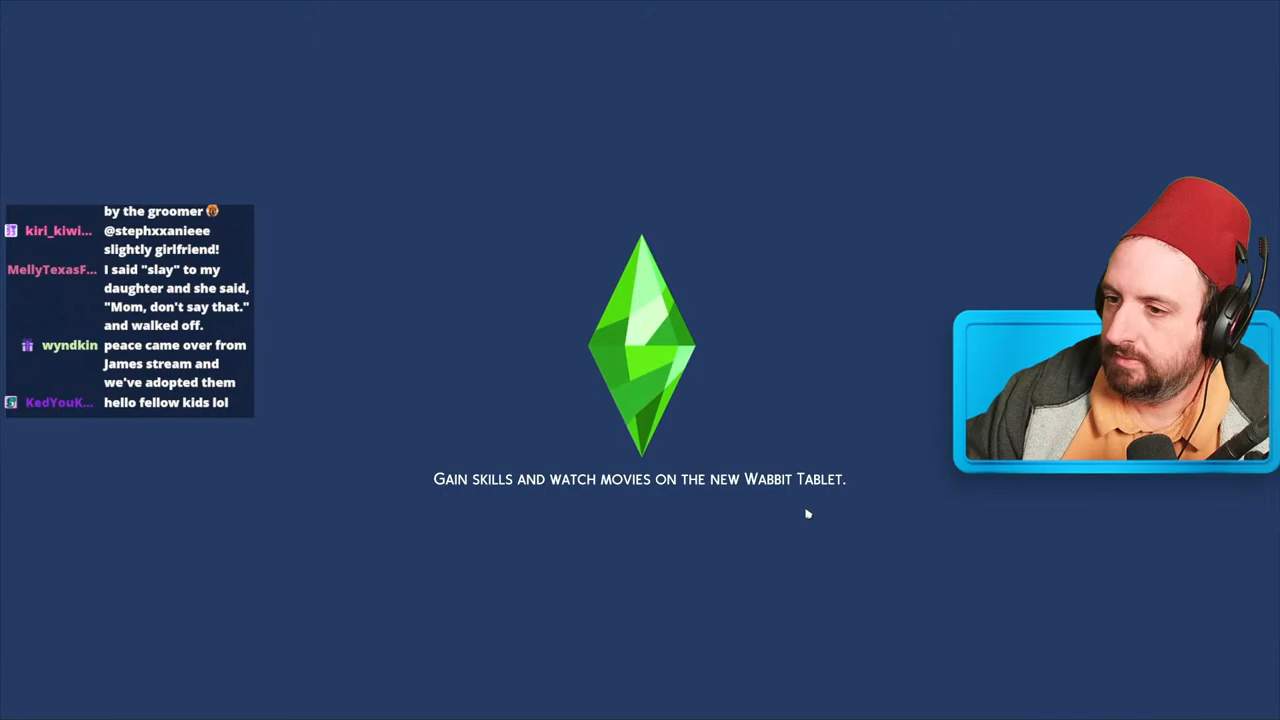 by the groomer
kiri_kiwi... @stephxxanieee
slightly girlfriend!
MellyTexasF... I said "slay" to my
daughter and she said,
"Mom, don't say that."
and walked off.
wyndkin peace came over from
James stream and
we've adopted them
KedYouK... hello fellow kids lol
Gain skills and watch movies on the new Wabbit Tablet.